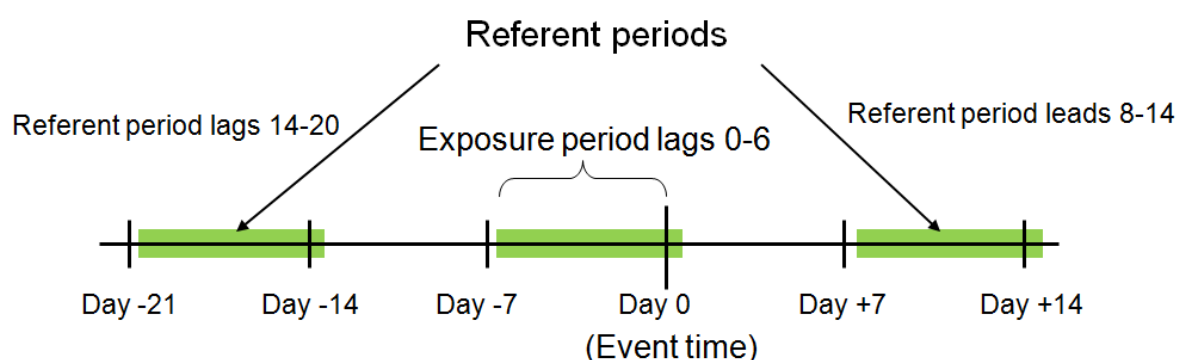 Referent periods
Referent period lags 14-20
Referent period leads 8-14
Exposure period lags 0-6
Day -21
Day -14
Day -7
Day 0
Day +7
Day +14
(Event time)